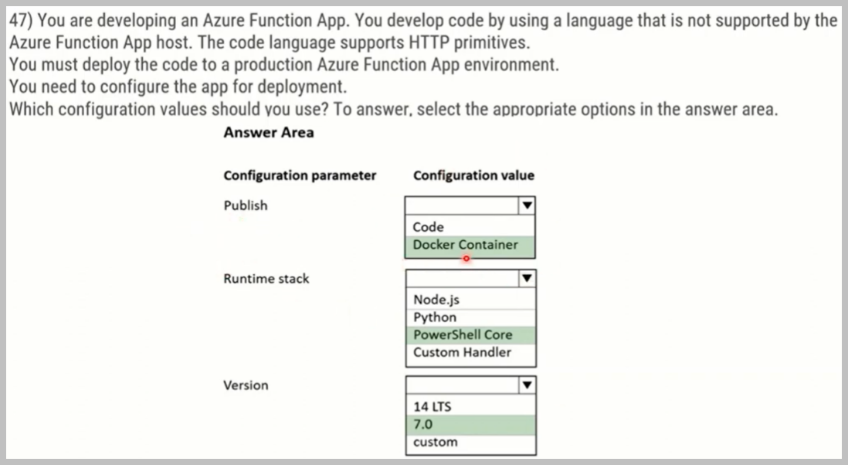 47) You are developing an Azure Function App. You develop code by using a language that is not supported by the
Azure Function App host. The code language supports HTTP primitives.
You must deploy the code to a production Azure Function App environment.
You need to configure the app for deployment.
Which configuration values should you use? To answer, select the appropriate options in the answer area.
Answer Area
Configuration parameter Configuration value
Publish
Code
Docker Container
Runtime stack
Node.js
Python
PowerShell Core
Custom Handler
Version
14 LTS
7.0
custom